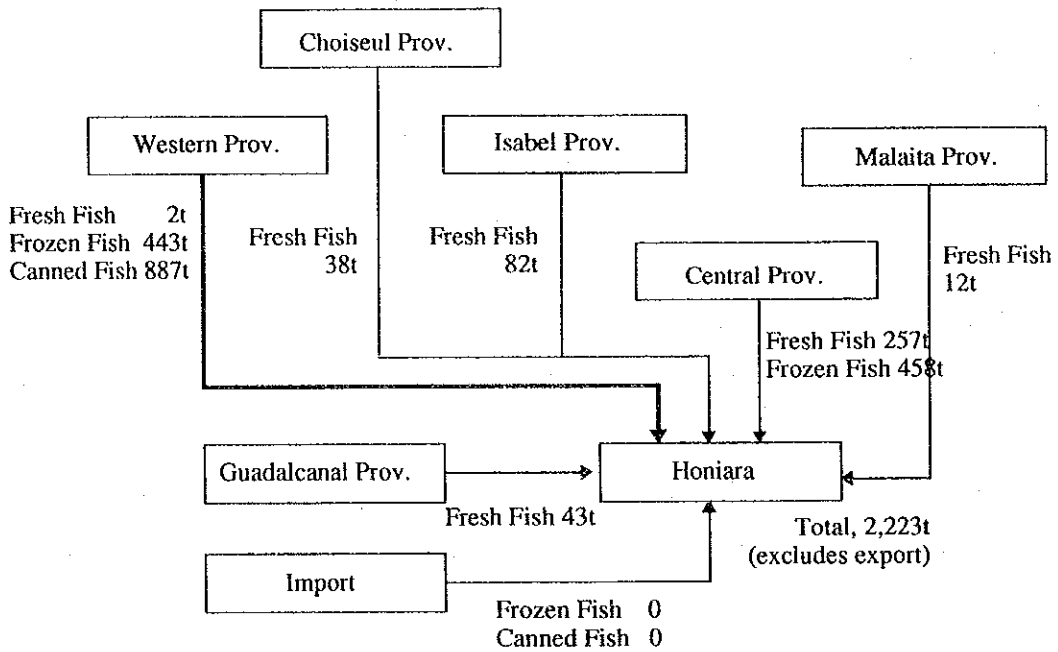 Choiseul Prov.
Western Prov.
Isabel Prov.
Malaita Prov.
Fresh Fish 2t
Frozen Fish 443t
Canned Fish 887t
Fresh Fish
38t
Fresh Fish
82t
Central Prov.
Fresh Fish
12t
Fresh Fish 257t
Frozen Fish 458t
Guadalcanal Prov.
Honiara
Fresh Fish 43t
Total, 2,223t
(excludes export)
Import
Frozen Fish 0
Canned Fish 0